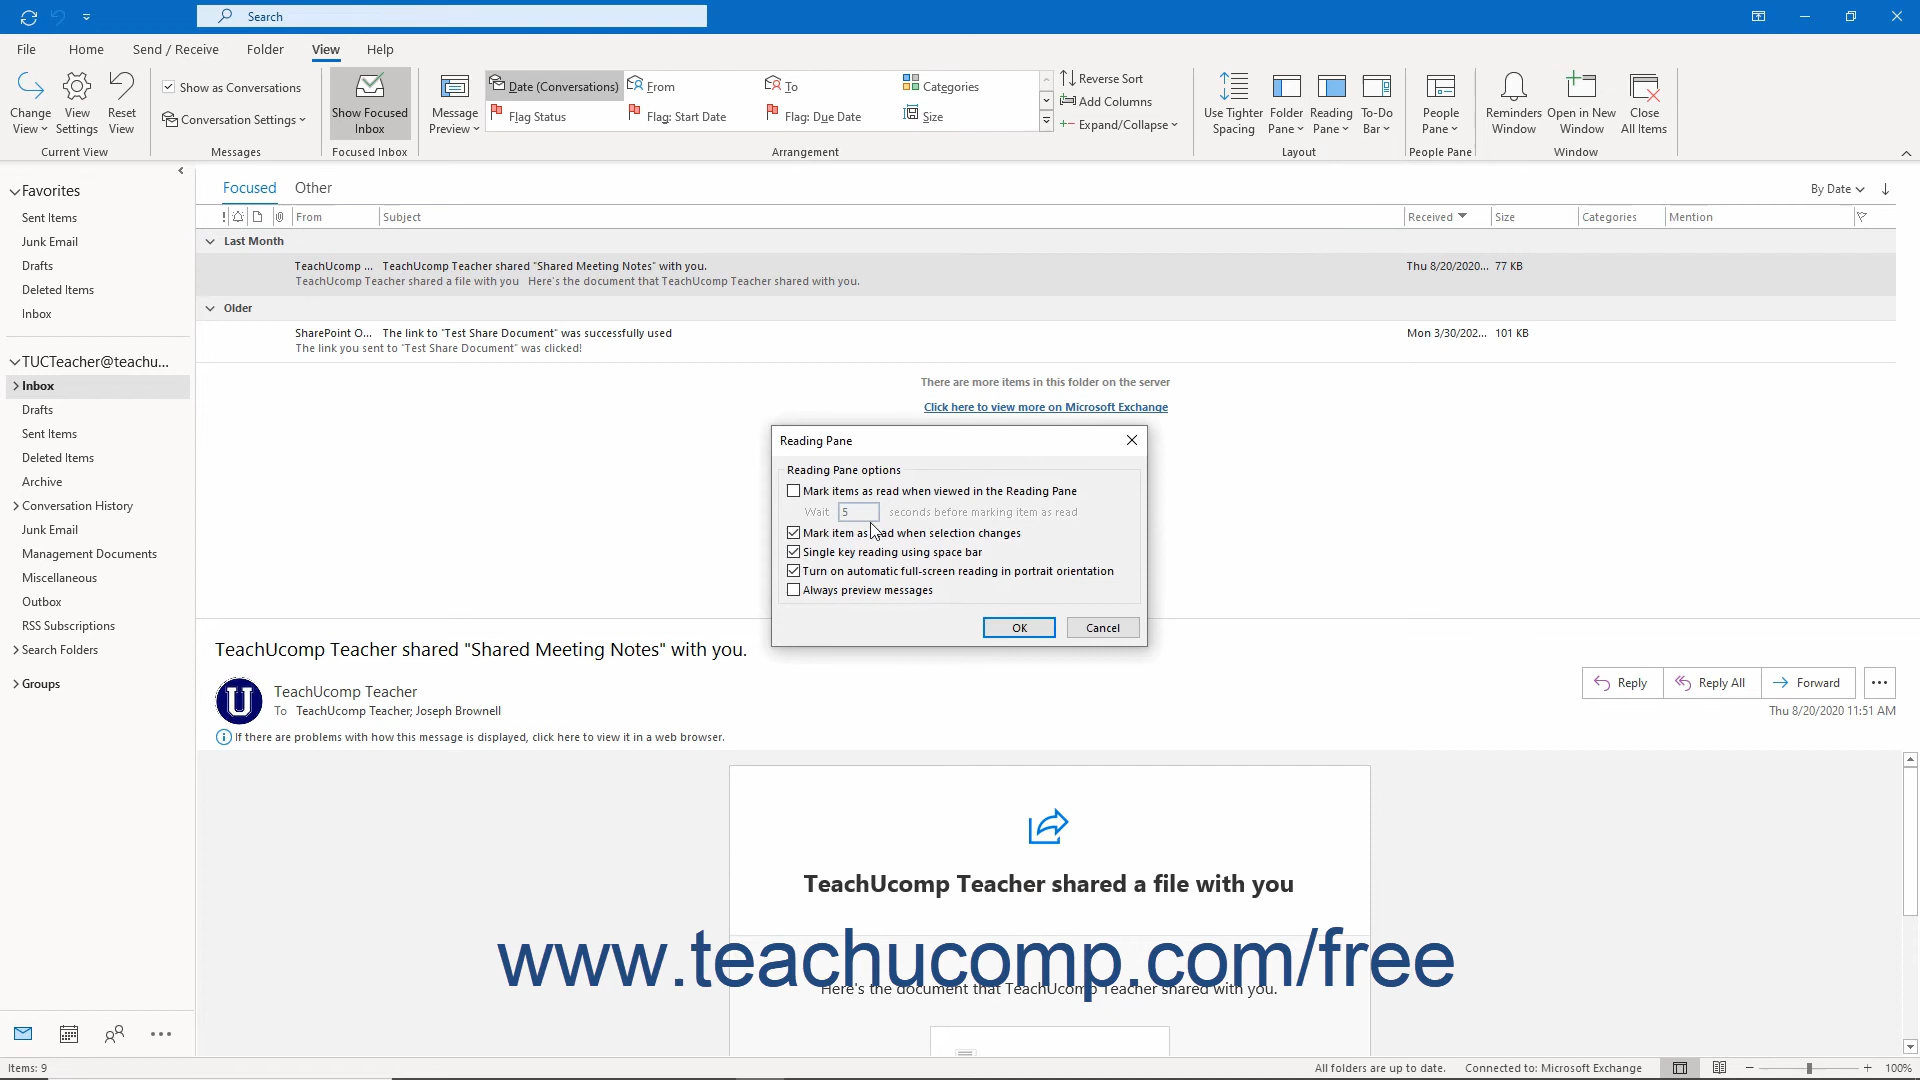 Search
File Home Send / Receive Folder View Help
Change View
View Settings
Reset View
Current View
Show as Conversations
Conversation Settings
Messages
Show Focused Inbox
Focused Inbox
Message Preview
Date (Conversations) From To Categories
Flag Status Flag: Start Date Flag: Due Date Size
Reverse Sort
Add Columns
Expand/Collapse
Arrangement
Use Tighter Spacing
Folder Pane
Reading Pane
To-Do Bar
Layout
People Pane
People Pane
Reminders Window
Open in New Window
Close All Items
Window
Favorites
Sent Items
Junk Email
Drafts
Deleted Items
Inbox
TUCTeacher@teachu...
Inbox
Drafts
Sent Items
Deleted Items
Archive
Conversation History
Junk Email
Management Documents
Miscellaneous
Outbox
RSS Subscriptions
Search Folders
Groups
Focused Other
By Date
! From Subject Received Size Categories Mention
Last Month
TeachUcomp ... TeachUcomp Teacher shared "Shared Meeting Notes" with you. Thu 8/20/2020... 77 KB
TeachUcomp Teacher shared a file with you Here's the document that TeachUcomp Teacher shared with you.
Older
SharePoint O... The link to "Test Share Document" was successfully used Mon 3/30/202... 101 KB
The link you sent to "Test Share Document" was clicked!
There are more items in this folder on the server
Click here to view more on Microsoft Exchange
Reading Pane
Reading Pane options
Mark items as read when viewed in the Reading Pane
Wait 5 seconds before marking item as read
Mark item as read when selection changes
Single key reading using space bar
Turn on automatic full-screen reading in portrait orientation
Always preview messages
OK Cancel
TeachUcomp Teacher shared "Shared Meeting Notes" with you.
U
TeachUcomp Teacher
To TeachUcomp Teacher; Joseph Brownell
Reply Reply All Forward
Thu 8/20/2020 11:51 AM
If there are problems with how this message is displayed, click here to view it in a web browser.
TeachUcomp Teacher shared a file with you
www.teachucomp.com/free
Here's the document that TeachUcomp Teacher shared with you.
Items: 9
All folders are up to date. Connected to: Microsoft Exchange 100%